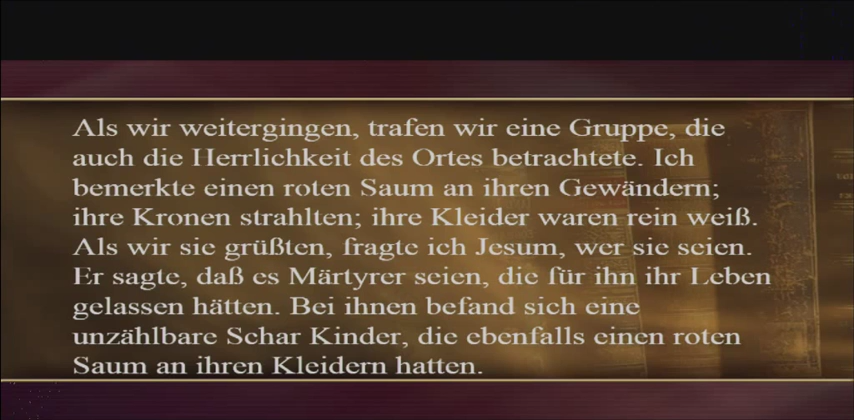 Als wir weitergingen, trafen wir eine Gruppe, die
auch die Herrlichkeit des Ortes betrachtete. Ich
bemerkte einen roten Saum an ihren Gewändern;
ihre Kronen strahlten; ihre Kleider waren rein weiß.
Als wir sie grüßten, fragte ich Jesum, wer sie seien.
Er sagte, daß es Märtyrer seien, die für ihn ihr Leben
gelassen hätten. Bei ihnen befand sich eine
unzählbare Schar Kinder, die ebenfalls einen roten
Saum an ihren Kleidern hatten.